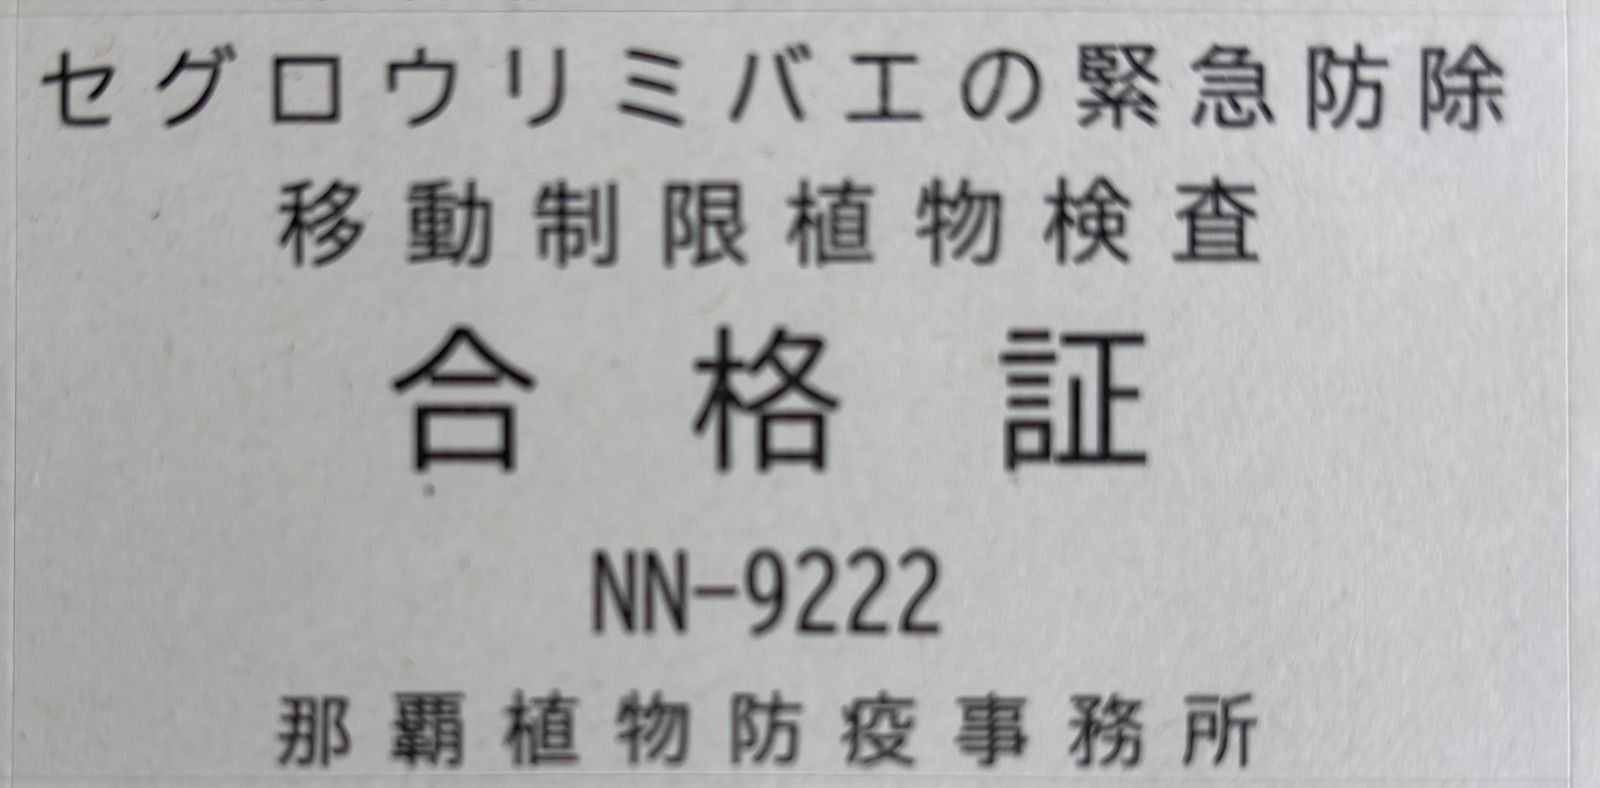 セグロウリミバエの緊急防除
移動制限植物検査
合格証
NN-9222
那覇植物防疫事務所